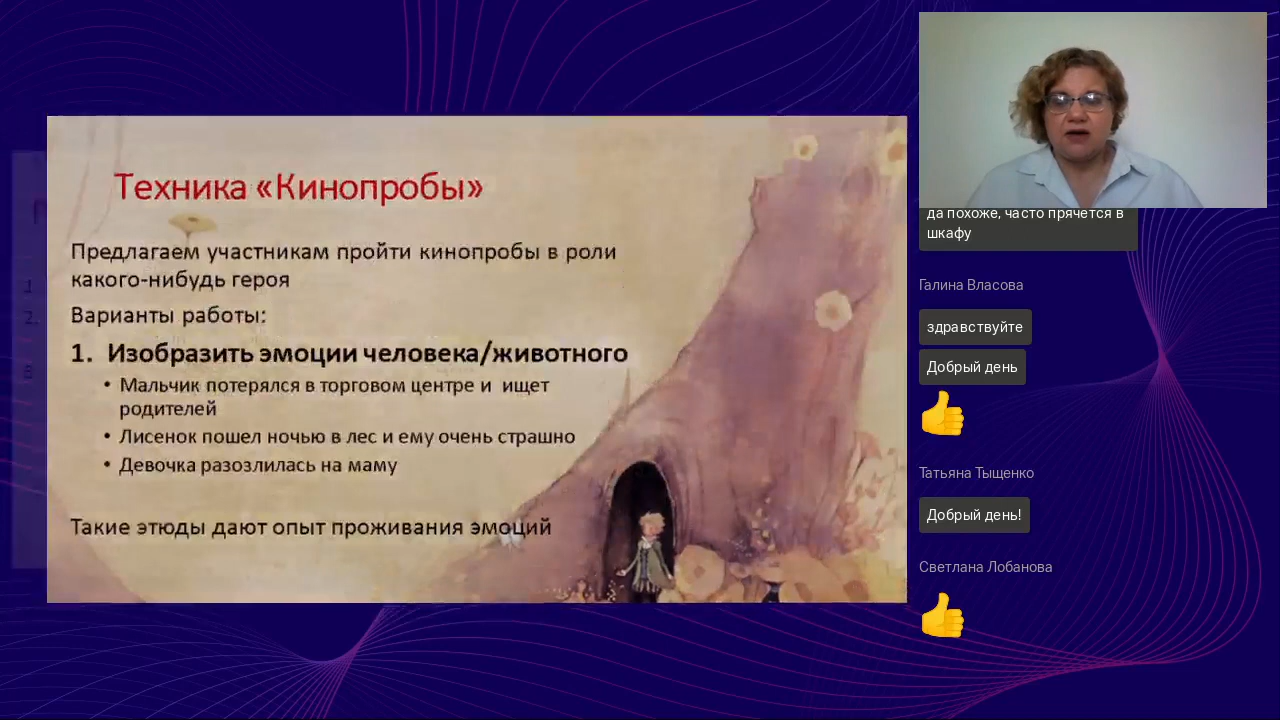 Техника «Кинопробы»
Предлагаем участникам пройти кинопробы в роли
какого-нибудь героя
Варианты работы:
1. Изобразить эмоции человека/животного
• Мальчик потерялся в торговом центре и ищет
родителей
• Лисенок пошел ночью в лес и ему очень страшно
• Девочка разозлилась на маму
Такие этюды дают опыт проживания эмоций
да похоже, часто прячется в
шкафу
Галина Власова
здравствуйте
Добрый день
Татьяна Тыщенко
Добрый день!
Светлана Лобанова